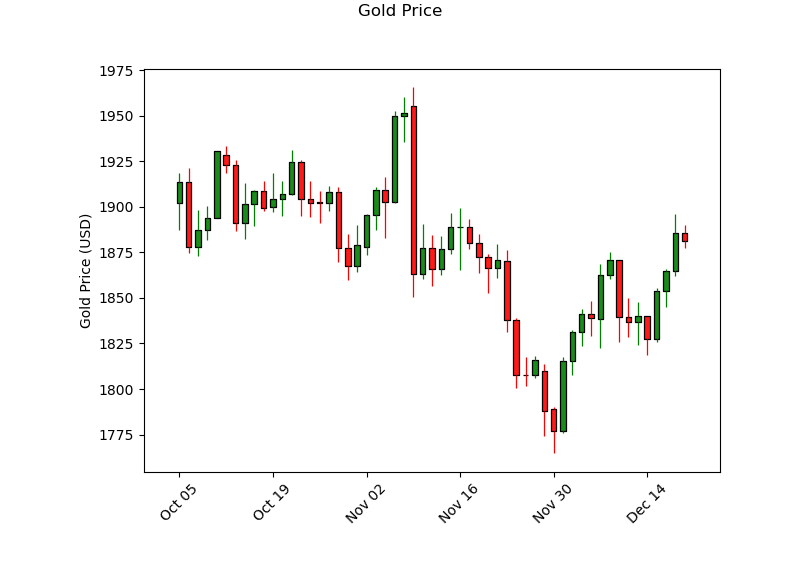 Gold Price
1975
1950
1925
1900
1875
1850
1825
1800
1775
Gold Price (USD)
Oct 05
Oct 19
Nov 02
Nov 16
Nov 30
Dec 14